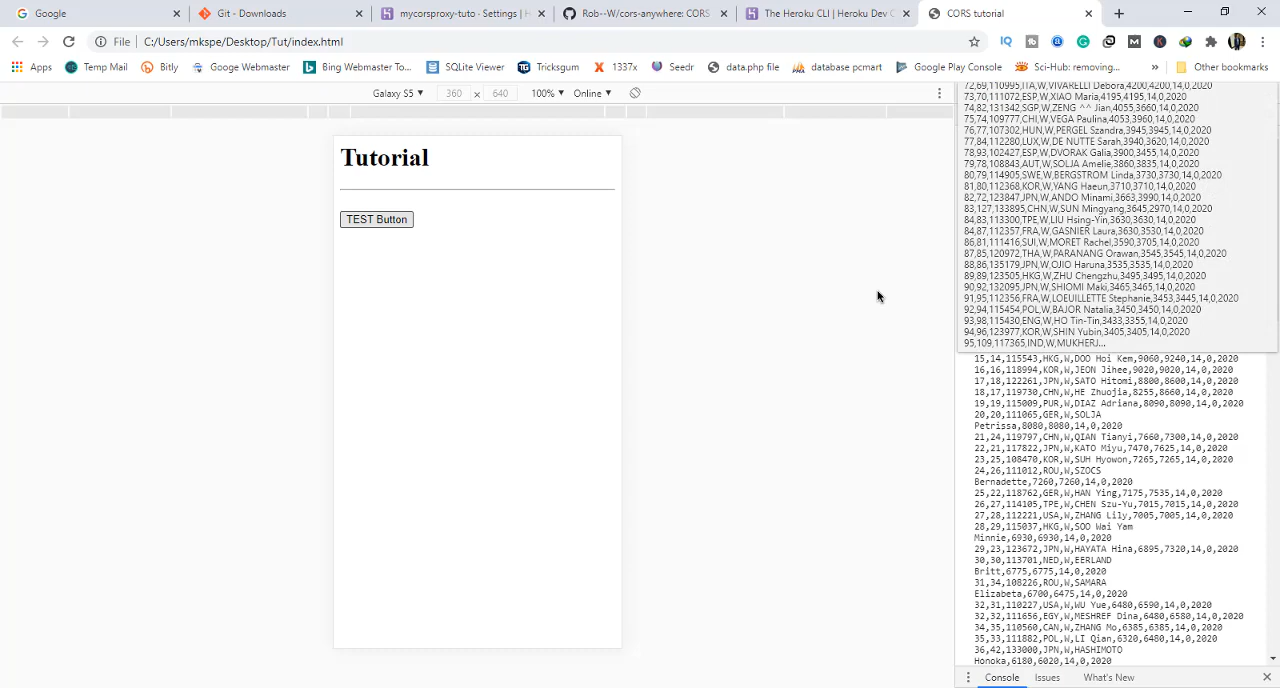 Google
Git - Downloads
mycorsproxy-tuto · Settings | H
Rob--W/cors-anywhere: CORS
The Heroku CLI | Heroku Dev C
CORS tutorial
File
C:/Users/mkspe/Desktop/Tut/index.html
Apps
Temp Mail
Bitly
Googe Webmaster
Bing Webmaster To...
SQLite Viewer
Tricksgum
1337x
Seedr
data.php file
database pcmart
Google Play Console
Sci-Hub: removing...
»
Other bookmarks
Galaxy S5 ▼
360 x 640
100% ▼
Online ▼
Tutorial
TEST Button
72,69,110995,ITA,W,VIVARELLI Debora,4200,4200,14,0,2020
73,70,111072,ESP,W,XIAO Maria,4195,4195,14,0,2020
74,82,131342,SGP,W,ZENG ^^ Jian,4055,3660,14,0,2020
75,74,109777,CHI,W,VEGA Paulina,4053,3960,14,0,2020
76,77,107302,HUN,W,PERGEL Szandra,3945,3945,14,0,2020
77,84,112280,LUX,W,DE NUTTE Sarah,3940,3620,14,0,2020
78,93,102427,ESP,W,DVORAK Galia,3900,3455,14,0,2020
79,78,108843,AUT,W,SOLJA Amelie,3860,3835,14,0,2020
80,79,114905,SWE,W,BERGSTROM Linda,3730,3730,14,0,2020
81,80,112368,KOR,W,YANG Haeun,3710,3710,14,0,2020
82,72,123847,JPN,W,ANDO Minami,3663,3990,14,0,2020
83,127,133895,CHN,W,SUN Mingyang,3645,2970,14,0,2020
84,83,113300,TPE,W,LIU Hsing-Yin,3630,3630,14,0,2020
84,87,112357,FRA,W,GASNIER Laura,3630,3530,14,0,2020
86,81,111416,SUI,W,MORET Rachel,3590,3705,14,0,2020
87,85,120972,THA,W,PARANANG Orawan,3545,3545,14,0,2020
88,86,135179,JPN,W,OJIO Haruna,3535,3535,14,0,2020
89,89,123505,HKG,W,ZHU Chengzhu,3495,3495,14,0,2020
90,92,132095,JPN,W,SHIOMI Maki,3465,3465,14,0,2020
91,95,112356,FRA,W,LOEUILLETTE Stephanie,3453,3445,14,0,2020
92,94,115454,POL,W,BAJOR Natalia,3450,3450,14,0,2020
93,98,115430,ENG,W,HO Tin-Tin,3433,3355,14,0,2020
94,96,123977,KOR,W,SHIN Yubin,3405,3405,14,0,2020
95,109,117365,IND,W,MUKHERJ...
15,14,115543,HKG,W,DOO Hoi Kem,9060,9240,14,0,2020
16,16,118994,KOR,W,JEON Jihee,9020,9020,14,0,2020
17,18,122261,JPN,W,SATO Hitomi,8800,8600,14,0,2020
18,17,119730,CHN,W,HE Zhuojia,8255,8660,14,0,2020
19,19,115009,PUR,W,DIAZ Adriana,8090,8090,14,0,2020
20,20,111065,GER,W,SOLJA
Petrissa,8080,8080,14,0,2020
21,24,119797,CHN,W,QIAN Tianyi,7660,7300,14,0,2020
22,21,117822,JPN,W,KATO Miyu,7470,7625,14,0,2020
23,25,108470,KOR,W,SUH Hyowon,7265,7265,14,0,2020
24,26,111012,ROU,W,SZOCS
Bernadette,7260,7260,14,0,2020
25,22,118762,GER,W,HAN Ying,7175,7535,14,0,2020
26,27,114105,TPE,W,CHEN Szu-Yu,7015,7015,14,0,2020
27,28,112221,USA,W,ZHANG Lily,7005,7005,14,0,2020
28,29,115037,HKG,W,SOO Wai Yam
Minnie,6930,6930,14,0,2020
29,23,123672,JPN,W,HAYATA Hina,6895,7320,14,0,2020
30,30,113701,NED,W,EERLAND
Britt,6775,6775,14,0,2020
31,34,108226,ROU,W,SAMARA
Elizabeta,6700,6475,14,0,2020
32,31,110227,USA,W,WU Yue,6480,6590,14,0,2020
32,32,111656,EGY,W,MESHREF Dina,6480,6580,14,0,2020
34,35,110560,CAN,W,ZHANG Mo,6385,6385,14,0,2020
35,33,111882,POL,W,LI Qian,6320,6480,14,0,2020
36,42,133000,JPN,W,HASHIMOTO
Honoka,6180,6020,14,0,2020
Console
Issues
What's New